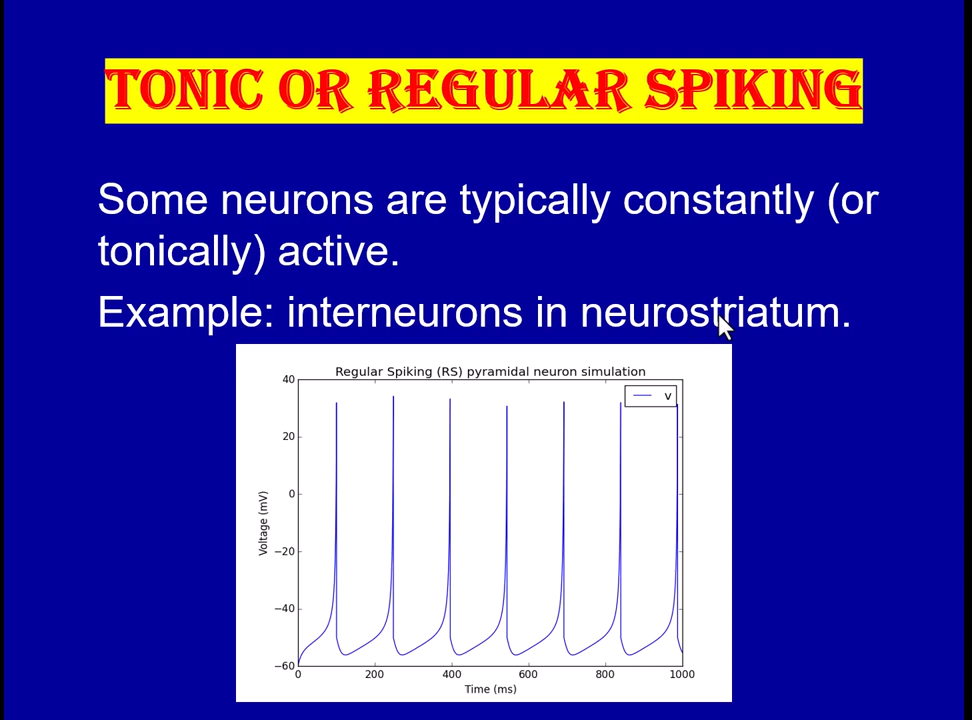 TONIC OR REGULAR SPIKING
Some neurons are typically constantly (or
tonically) active.
Example: interneurons in neurostriatum.
Regular Spiking (RS) pyramidal neuron simulation
v
40
20
0
−20
−40
−60
Voltage (mV)
0 200 400 600 800 1000
Time (ms)